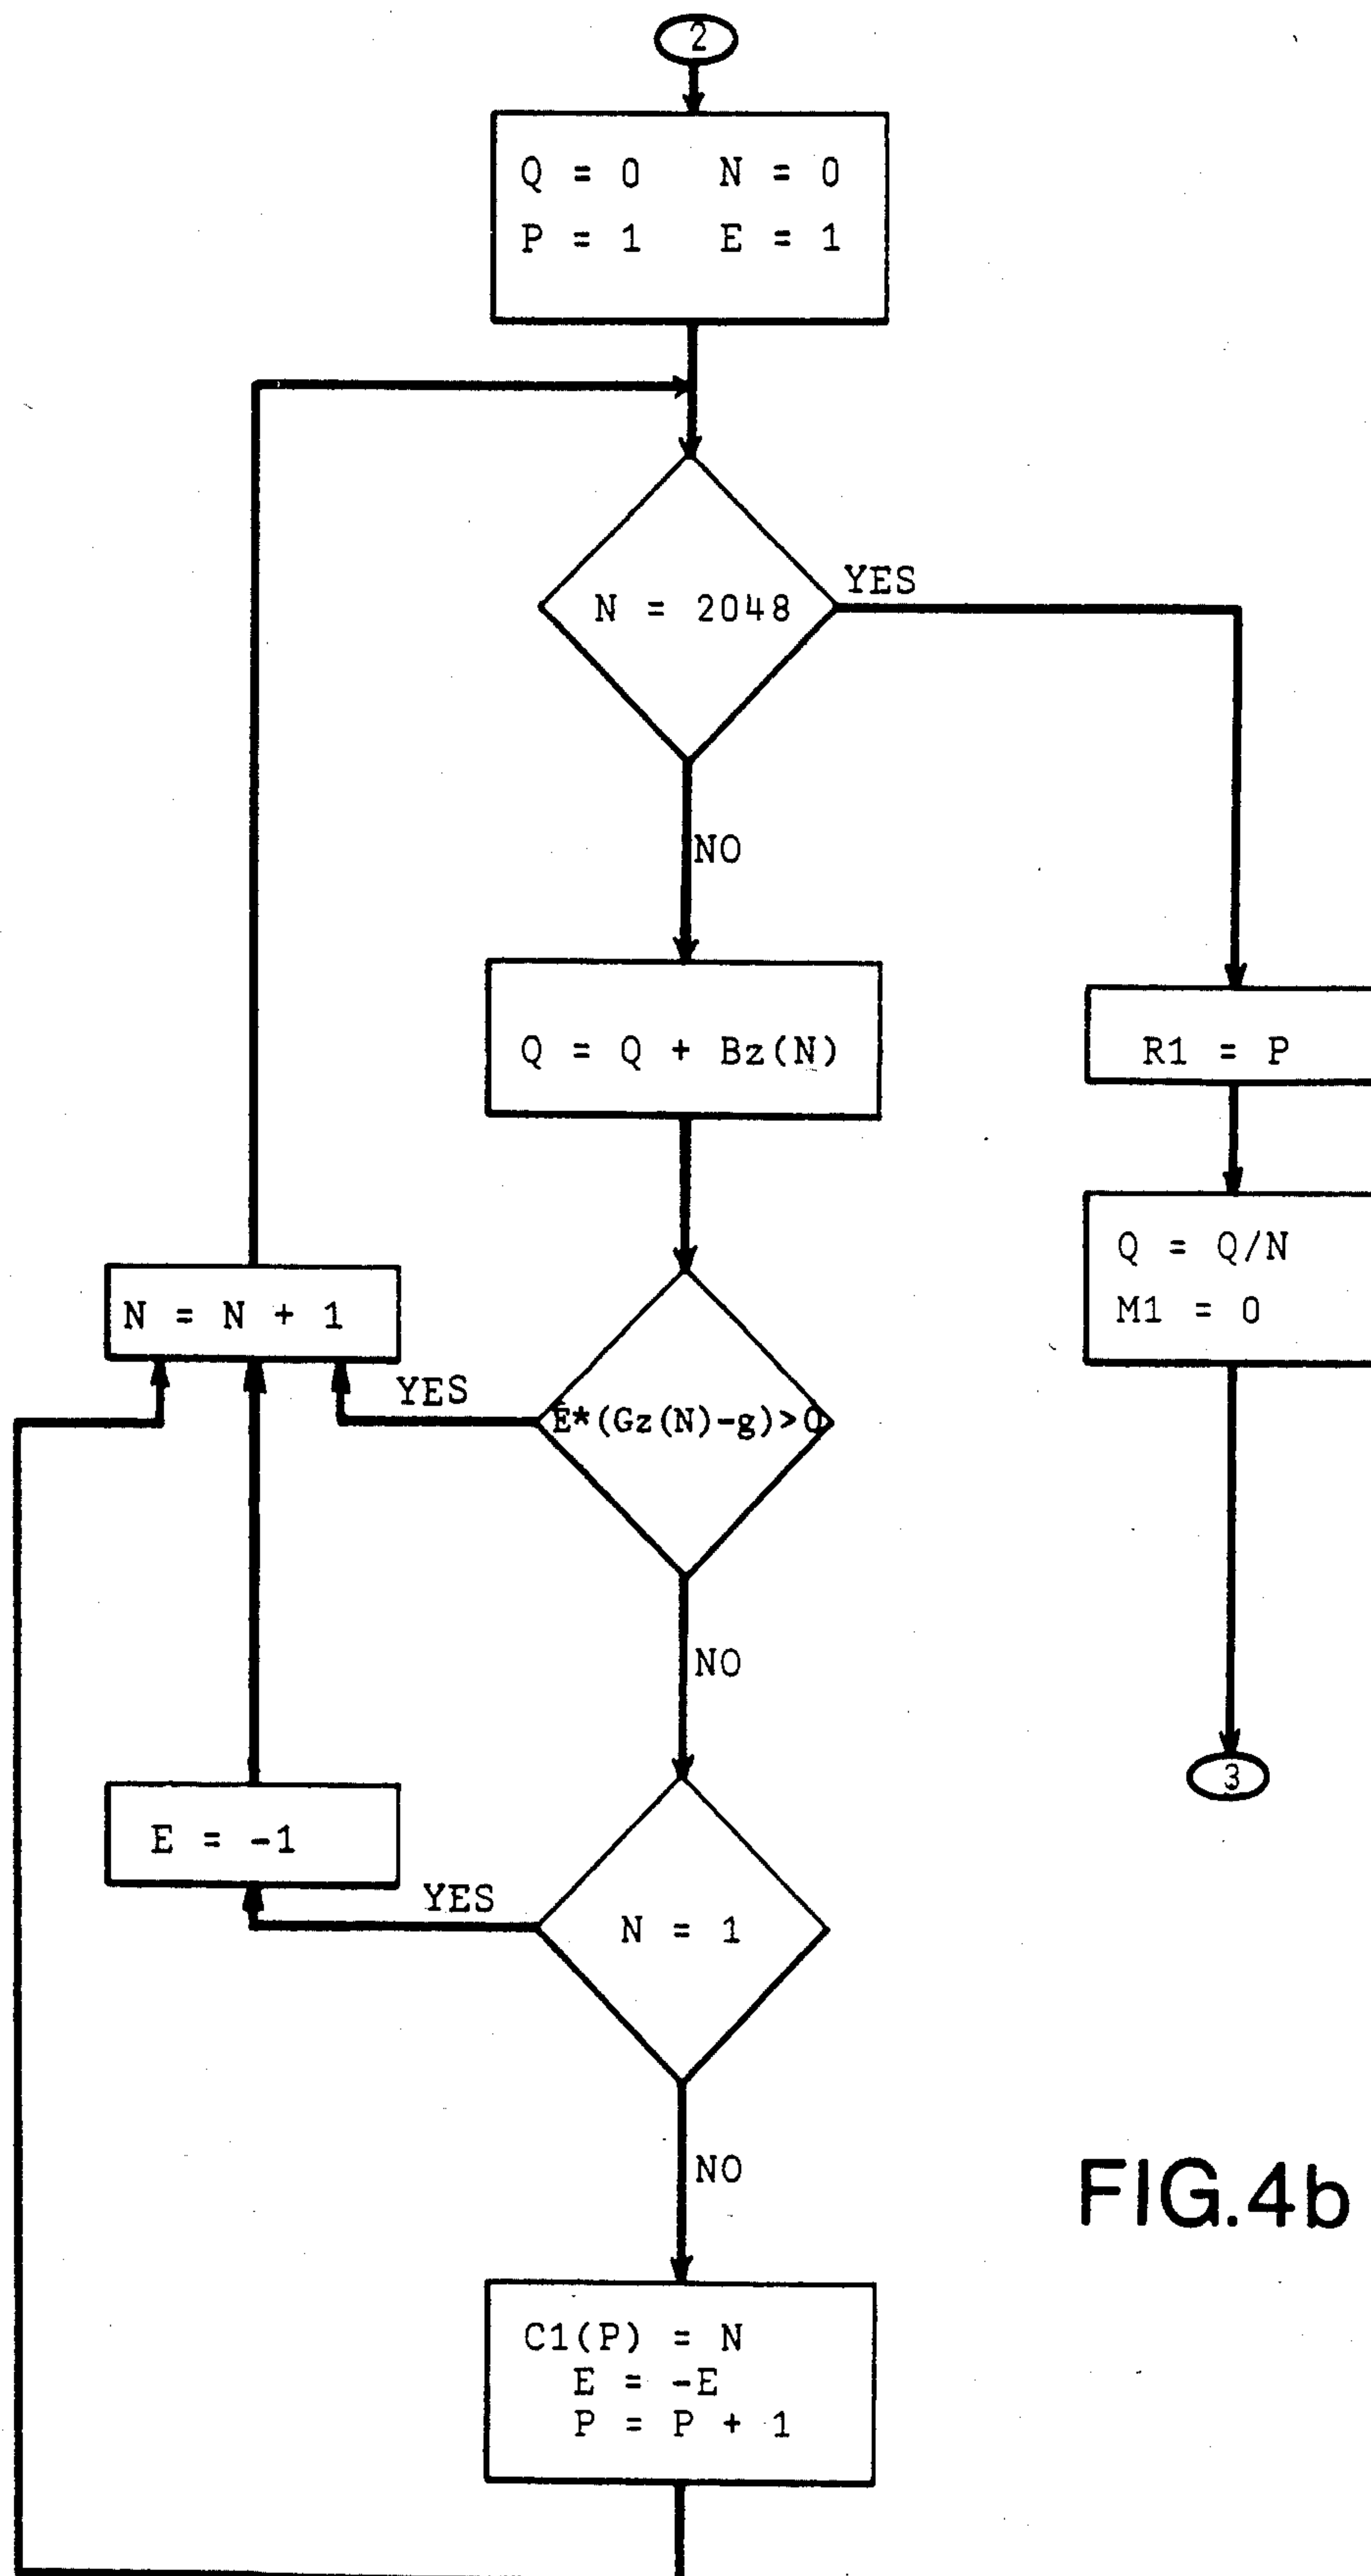 2
Q = 0 N = 0
P = 1 E = 1
N = 2048
YES
NO
Q = Q + Bz(N)
R1 = P
Q = Q/N
M1 = 0
N = N + 1
YES
E*(Gz(N)-g)>0
NO
3
E = -1
YES
N = 1
NO
C1(P) = N
E = -E
P = P + 1
FIG.4b